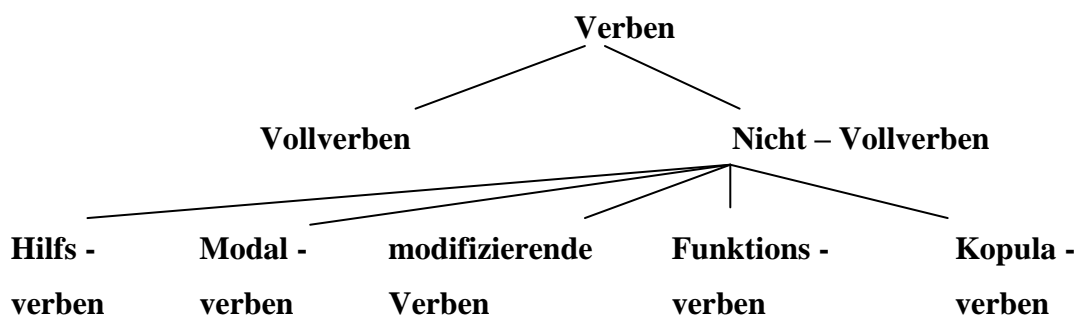 Verben
Vollverben Nicht – Vollverben
Hilfs - Modal - modifizierende Funktions - Kopula -
verben verben Verben verben verben